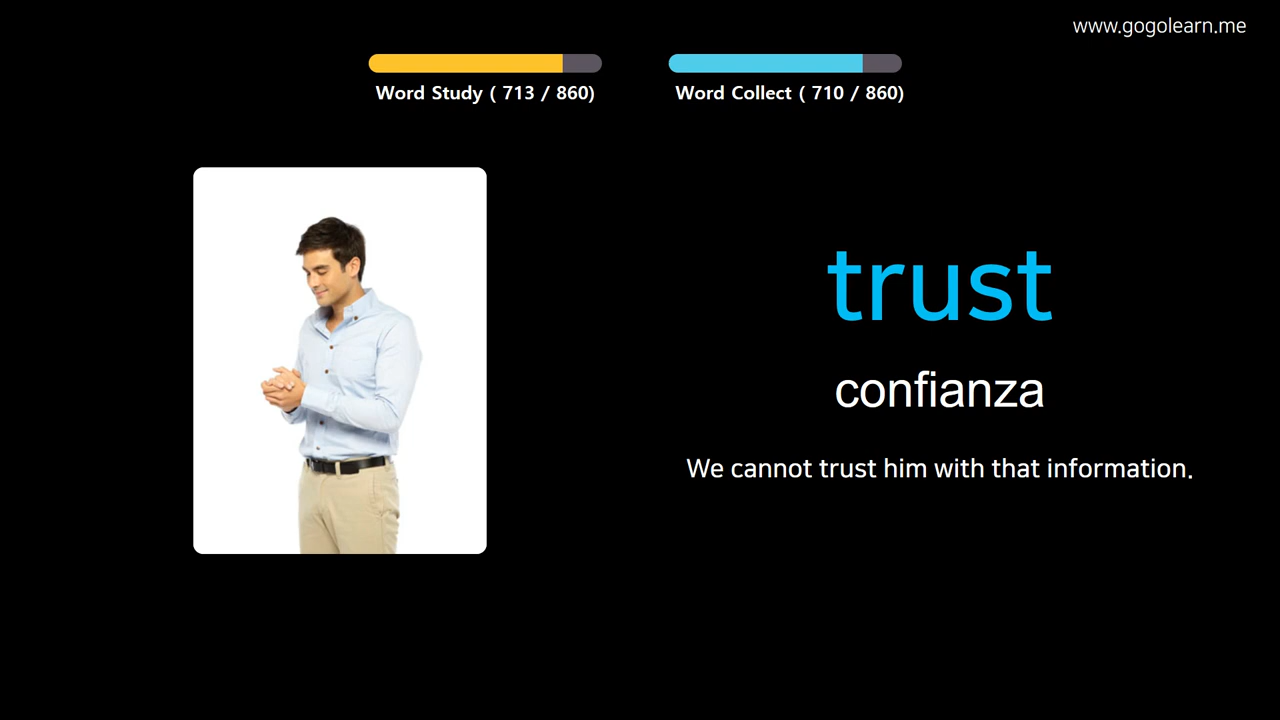 www.gogolearn.me
Word Study ( 713 / 860)
Word Collect ( 710 / 860)
trust
confianza
We cannot trust him with that information.